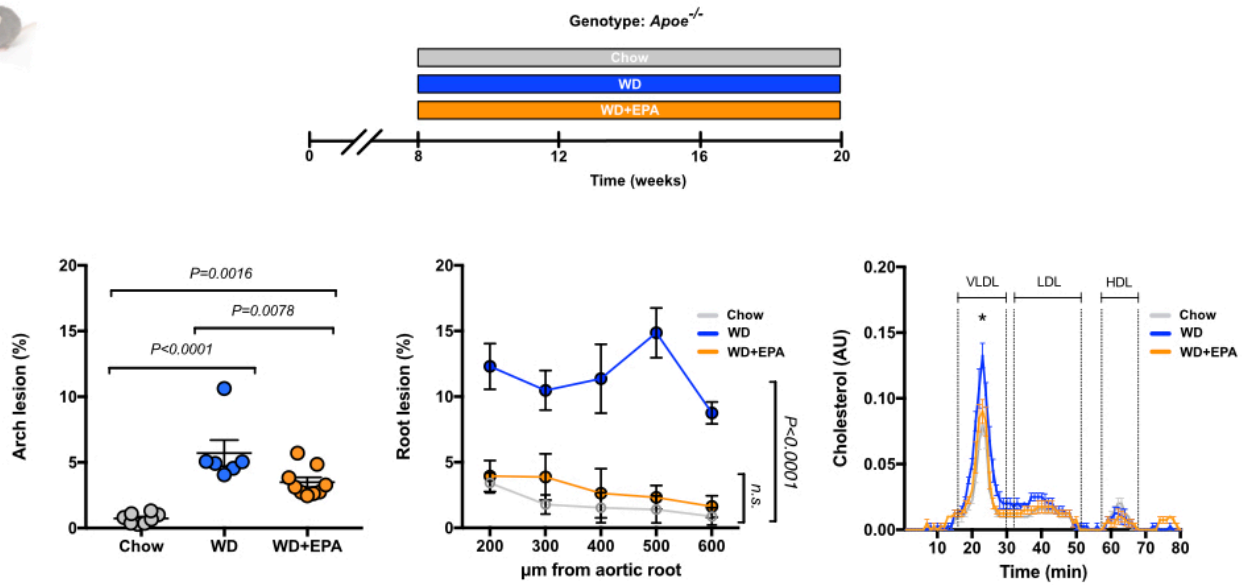 Genotype: Apoe-/-
Chow
WD
WD+EPA
0 8 12 16 20
Time (weeks)
Arch lesion (%)
20
15
10
5
0
P=0.0016
P=0.0078
P<0.0001
Chow WD WD+EPA
Root lesion (%)
20
15
10
5
0
Chow
WD
WD+EPA
P<0.0001
n.s.
200 300 400 500 600
µm from aortic root
Cholesterol (AU)
0.20
0.15
0.10
0.05
0.00
VLDL LDL HDL
*
Chow
WD
WD+EPA
10 20 30 40 50 60 70 80
Time (min)